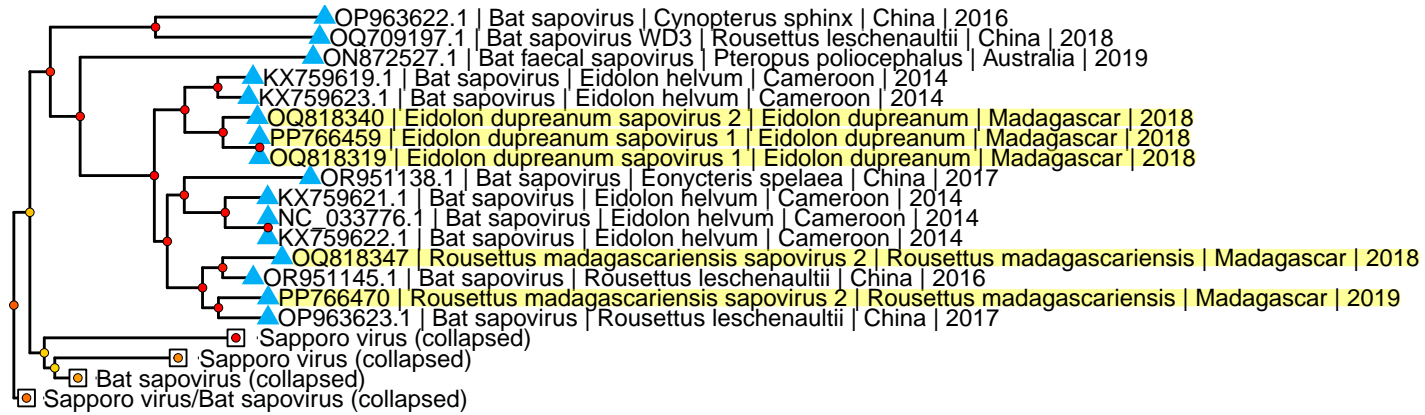 OP963622.1 | Bat sapovirus | Cynopterus sphinx | China | 2016
OQ709197.1 | Bat sapovirus WD3 | Rousettus leschenaultii | China | 2018
ON872527.1 | Bat faecal sapovirus | Pteropus poliocephalus | Australia | 2019
KX759619.1 | Bat sapovirus | Eidolon helvum | Cameroon | 2014
KX759623.1 | Bat sapovirus | Eidolon helvum | Cameroon | 2014
OQ818340 | Eidolon dupreanum sapovirus 2 | Eidolon dupreanum | Madagascar | 2018
PP766459 | Eidolon dupreanum sapovirus 1 | Eidolon dupreanum | Madagascar | 2018
OQ818319 | Eidolon dupreanum sapovirus 1 | Eidolon dupreanum | Madagascar | 2018
OR951138.1 | Bat sapovirus | Eonycteris spelaea | China | 2017
KX759621.1 | Bat sapovirus | Eidolon helvum | Cameroon | 2014
NC_033776.1 | Bat sapovirus | Eidolon helvum | Cameroon | 2014
KX759622.1 | Bat sapovirus | Eidolon helvum | Cameroon | 2014
OQ818347 | Rousettus madagascariensis sapovirus 2 | Rousettus madagascariensis | Madagascar | 2018
OR951145.1 | Bat sapovirus | Rousettus leschenaultii | China | 2016
PP766470 | Rousettus madagascariensis sapovirus 2 | Rousettus madagascariensis | Madagascar | 2019
OP963623.1 | Bat sapovirus | Rousettus leschenaultii | China | 2017
Sapporo virus (collapsed)
Sapporo virus (collapsed)
Bat sapovirus (collapsed)
Sapporo virus/Bat sapovirus (collapsed)